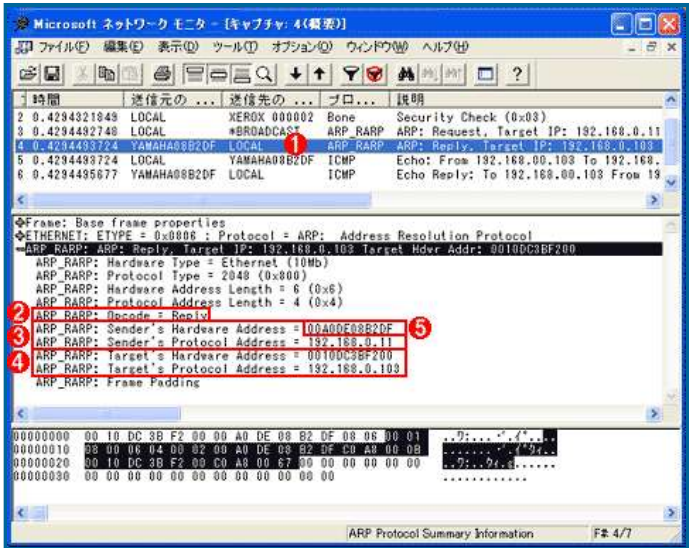 Microsoft ネットワーク モニタ - [キャプチャ: 4(概要)]
ファイル(F) 編集(E) 表示(D) ツール(T) オプション(O) ウィンドウ(W) ヘルプ(H)
時間 送信元の ... 送信先の ... プロ... 説明
2 0.4294321849 LOCAL XEROX 000002 Bone Security Check (0x03)
3 0.4294492748 LOCAL *BROADCAST ARP_RARP ARP: Request, Target IP: 192.168.0.11
4 0.4294493724 YAMAHA08B2DF LOCAL ARP_RARP ARP: Reply, Target IP: 192.168.0.103
5 0.4294493724 LOCAL YAMAHA08B2DF ICMP Echo: From 192.168.00.103 To 192.168.
6 0.4294495677 YAMAHA08B2DF LOCAL ICMP Echo Reply: To 192.168.00.103 From 19
1
Frame: Base frame properties
ETHERNET: ETYPE = 0x0806 : Protocol = ARP: Address Resolution Protocol
ARP_RARP: ARP: Reply, Target IP: 192.168.0.103 Target Hdwr Addr: 0010DC3BF200
ARP_RARP: Hardware Type = Ethernet (10Mb)
ARP_RARP: Protocol Type = 2048 (0x800)
ARP_RARP: Hardware Address Length = 6 (0x6)
ARP_RARP: Protocol Address Length = 4 (0x4)
2 ARP_RARP: Opcode = Reply
ARP_RARP: Sender's Hardware Address = 00A0DE08B2DF 5
3 ARP_RARP: Sender's Protocol Address = 192.168.0.11
4 ARP_RARP: Target's Hardware Address = 0010DC3BF200
ARP_RARP: Target's Protocol Address = 192.168.0.103
ARP_RARP: Frame Padding
00000000 00 10 DC 3B F2 00 00 A0 DE 08 B2 DF 08 06 00 01
00000010 08 00 06 04 00 02 00 A0 DE 08 B2 DF C0 A8 00 0B
00000020 00 10 DC 3B F2 00 C0 A8 00 67 00 00 00 00 00 00
00000030 00 00 00 00 00 00 00 00 00 00 00 00
ARP Protocol Summary Information F#: 4/7